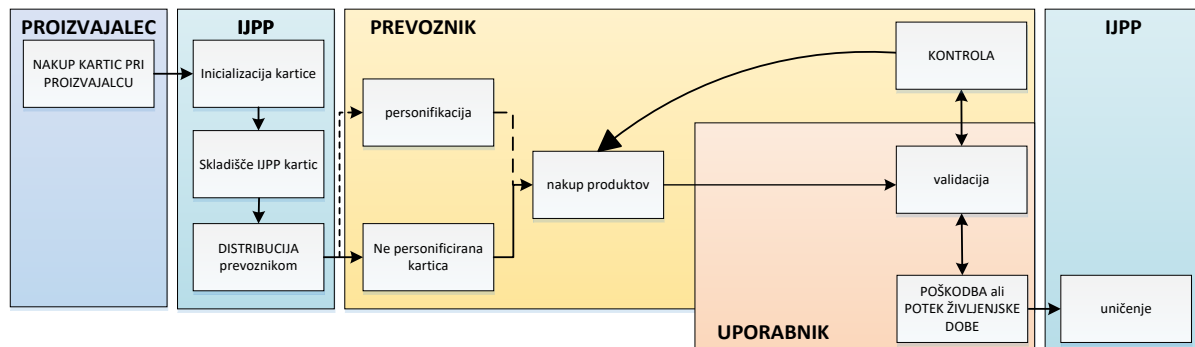 PROIZVAJALEC
NAKUP KARTIC PRI
PROIZVAJALCU
IJPP
Inicializacija kartice
Skladišče IJPP kartic
DISTRIBUCIJA
prevoznikom
PREVOZNIK
personifikacija
Ne personificirana
kartica
nakup produktov
KONTROLA
validacija
POŠKODBA ali
POTEK ŽIVLJENJSKE
DOBE
UPORABNIK
IJPP
uničenje